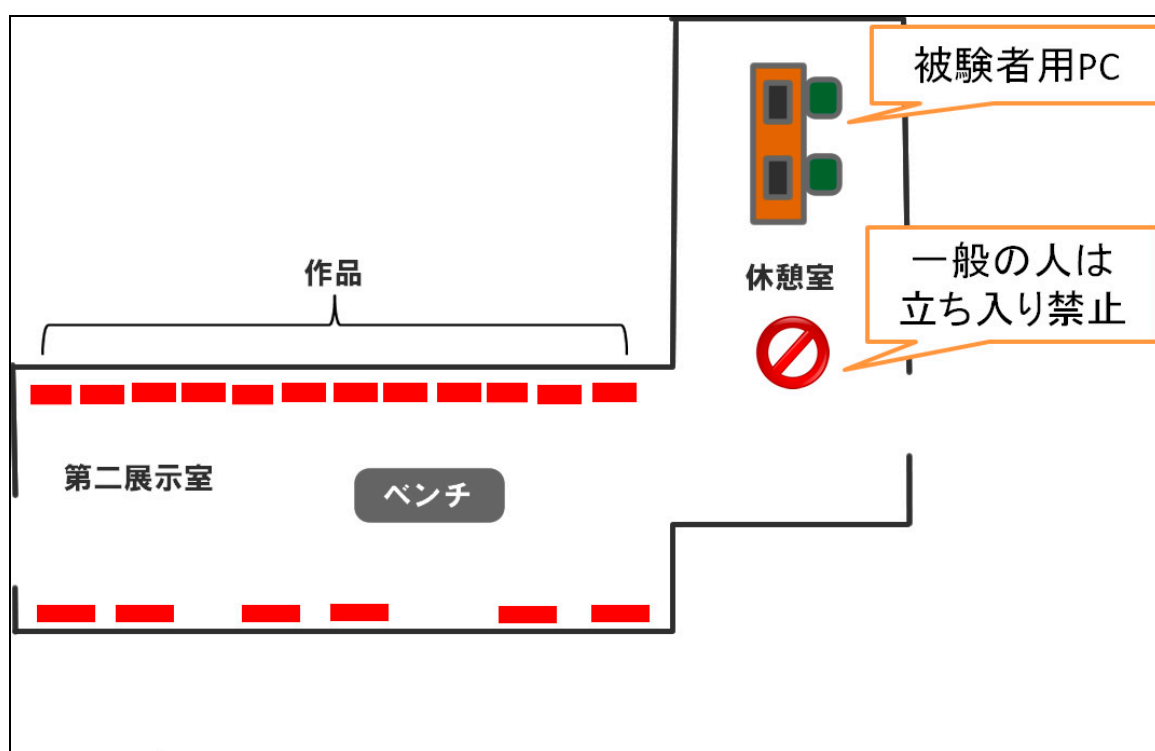 被験者用PC
一般の人は
立ち入り禁止
休憩室
作品
第二展示室
ベンチ